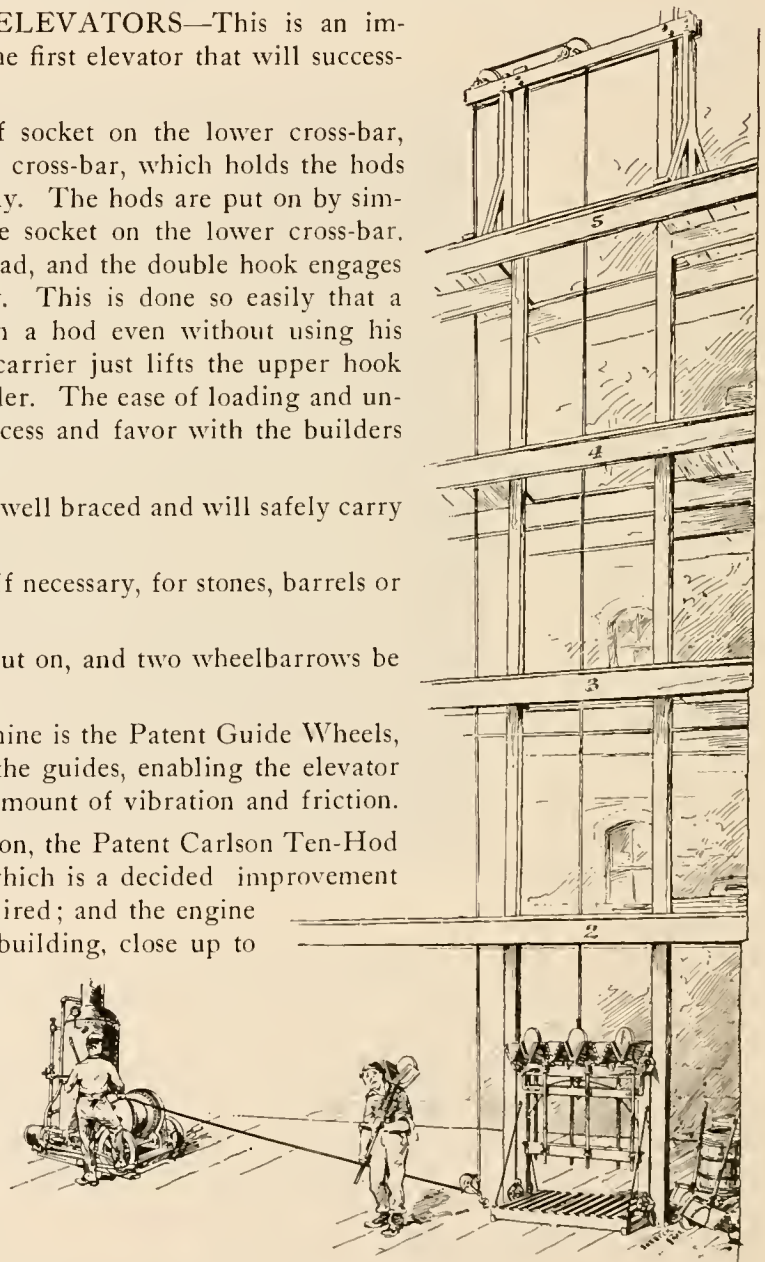 ELEVATORS—This is an im-
e first elevator that will success-
f socket on the lower cross-bar,
cross-bar, which holds the hods
y. The hods are put on by sim-
e socket on the lower cross-bar.
ad, and the double hook engages
This is done so easily that a
a hod even without using his
carrier just lifts the upper hook
ler. The ease of loading and un-
cess and favor with the builders
well braced and will safely carry
f necessary, for stones, barrels or
ut on, and two wheelbarrows be
hine is the Patent Guide Wheels,
the guides, enabling the elevator
mount of vibration and friction.
on, the Patent Carlson Ten-Hod
hich is a decided improvement
ired; and the engine
building, close up to
5
4
3
2